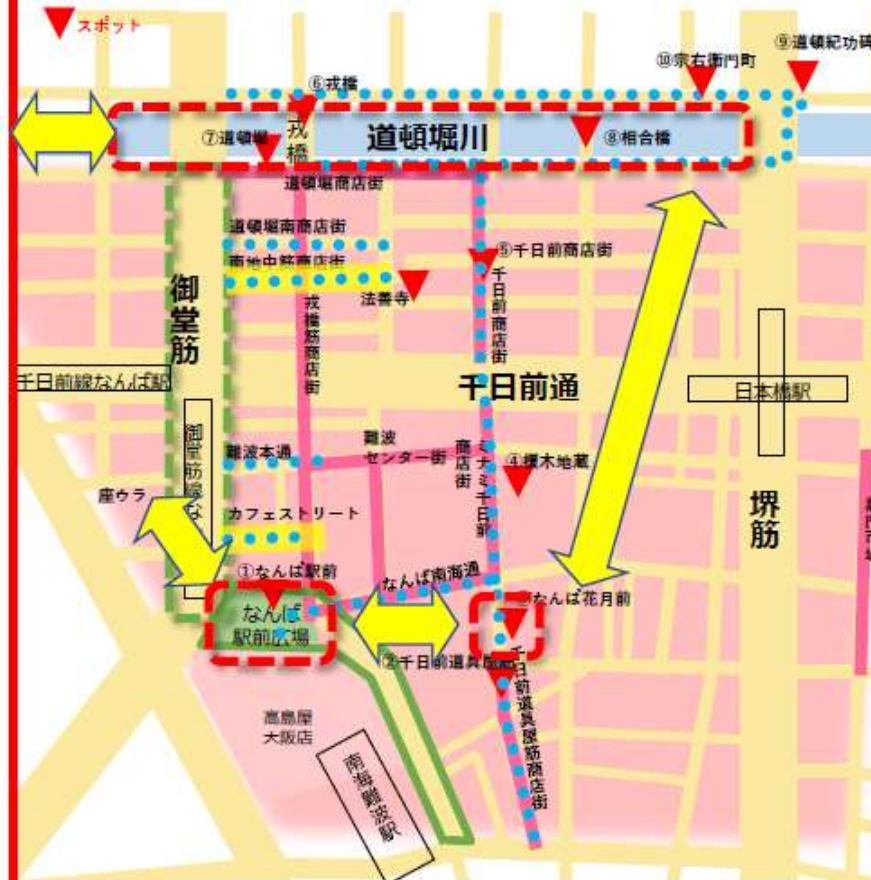 スポット
⑨道頓紀功碑
⑩宗右衛門町
⑥戎橋
⑦道頓堀
戎橋
道頓堀川
⑧相合橋
道頓堀商店街
道頓堀南商店街
南地中筋商店街
法善寺
⑤千日前商店街
千日前商店街
御堂筋
戎橋筋商店街
千日前線なんば駅
千日前通
日本橋駅
御堂筋線な
難波本通
難波
センター街
ミナミ千日前
商店街
④榎木地蔵
座ウラ
カフェストリート
堺筋
①なんば駅前
なんば南海通
なんば花月前
なんば
駅前広場
②千日前道具屋筋
千日前道具屋筋商店街
高島屋
大阪店
南海難波駅